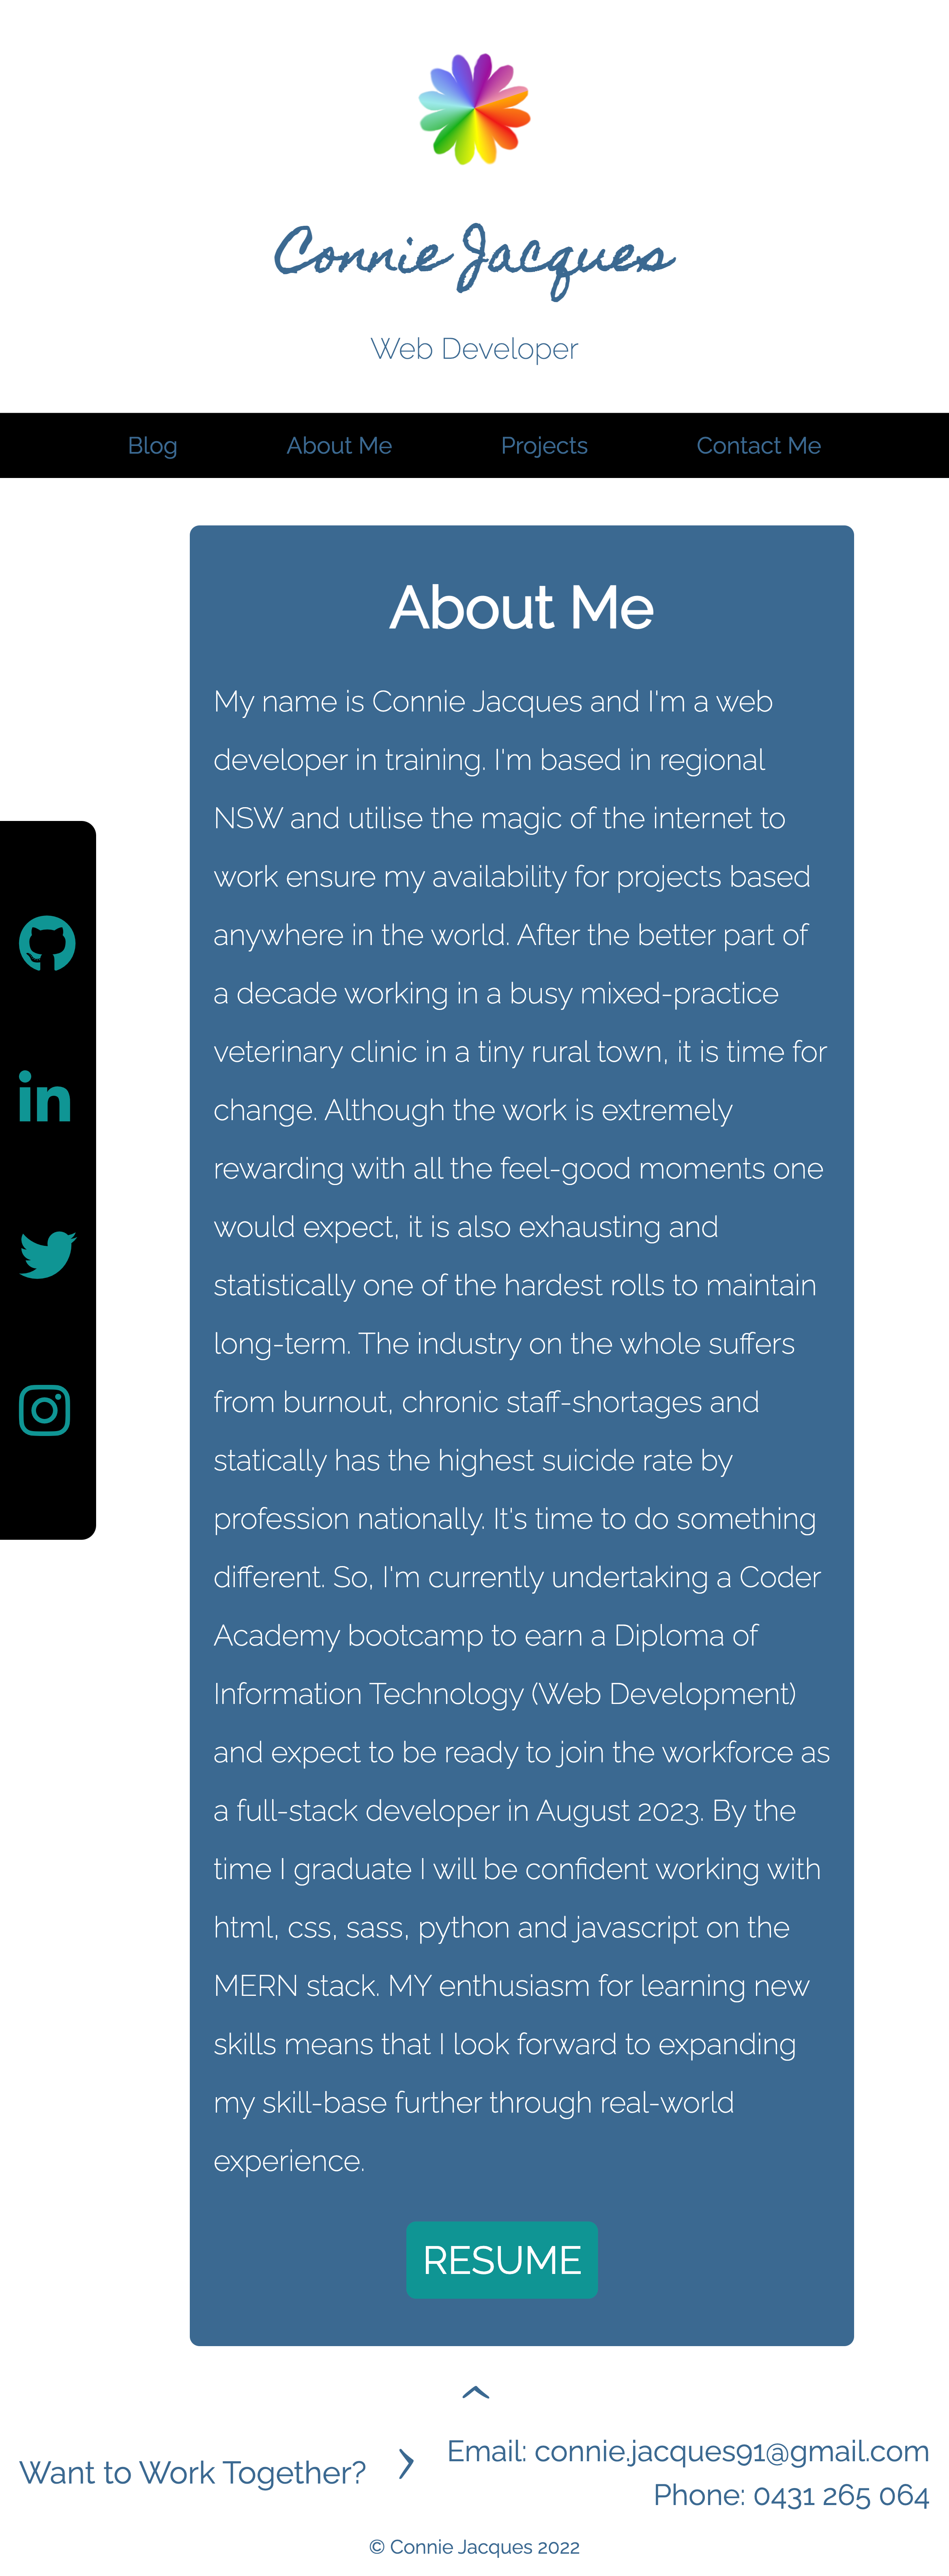 Connie Jacques
Web Developer
Blog About Me Projects Contact Me
About Me
My name is Connie Jacques and I'm a web
developer in training. I'm based in regional
NSW and utilise the magic of the internet to
work ensure my availability for projects based
anywhere in the world. After the better part of
a decade working in a busy mixed-practice
veterinary clinic in a tiny rural town, it is time for
change. Although the work is extremely
rewarding with all the feel-good moments one
would expect, it is also exhausting and
statistically one of the hardest rolls to maintain
long-term. The industry on the whole suffers
from burnout, chronic staff-shortages and
statically has the highest suicide rate by
profession nationally. It's time to do something
different. So, I'm currently undertaking a Coder
Academy bootcamp to earn a Diploma of
Information Technology (Web Development)
and expect to be ready to join the workforce as
a full-stack developer in August 2023. By the
time I graduate I will be confident working with
html, css, sass, python and javascript on the
MERN stack. MY enthusiasm for learning new
skills means that I look forward to expanding
my skill-base further through real-world
experience.
RESUME
Want to Work Together?
Email: connie.jacques91@gmail.com
Phone: 0431 265 064
© Connie Jacques 2022